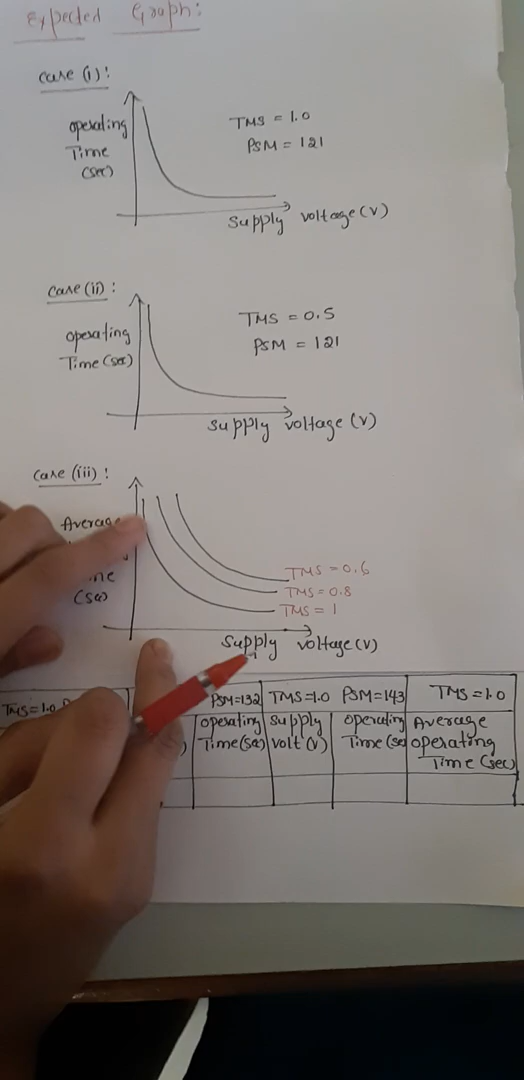 Expected Graph:
case (i):
operating
Time
(sec)
TMS = 1.0
PSM = 121
supply voltage (V)
case (ii):
operating
Time (sec)
TMS = 0.5
PSM = 121
supply voltage (V)
case (iii):
Average
(sec)
TMS = 0.6
TMS = 0.8
TMS = 1
supply voltage (V)
TMS=1.0 PSM=132 TMS=1.0 PSM=143 TMS=1.0
operating supply operating Average
Time(sec) volt (V) Time (sec operating
Time (sec)